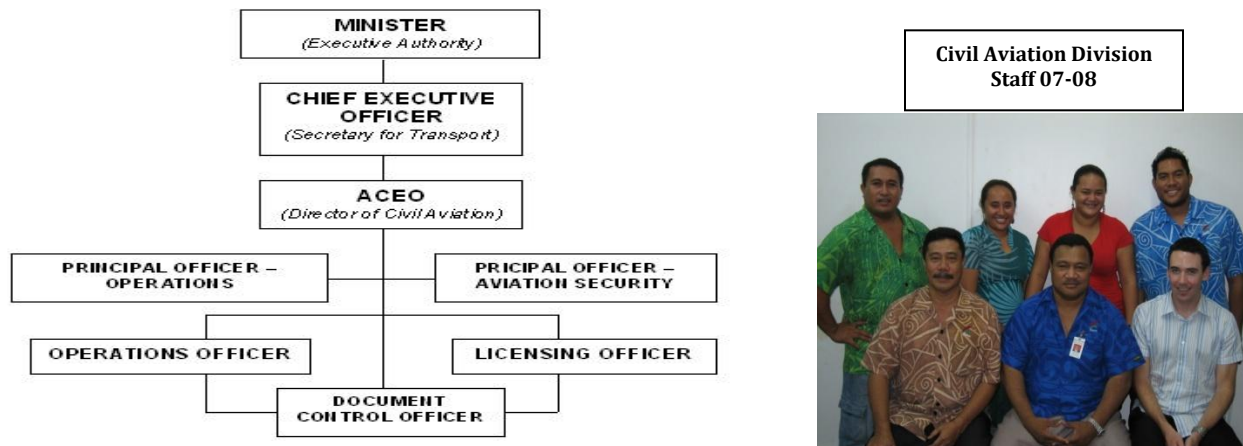 MINISTER
(Executive Authority)
CHIEF EXECUTIVE
OFFICER
(Secretary for Transport)
ACEO
(Director of Civil Aviation)
PRINCIPAL OFFICER –
OPERATIONS
PRICIPAL OFFICER –
AVIATION SECURITY
OPERATIONS OFFICER
LICENSING OFFICER
DOCUMENT
CONTROL OFFICER
Civil Aviation Division
Staff 07-08